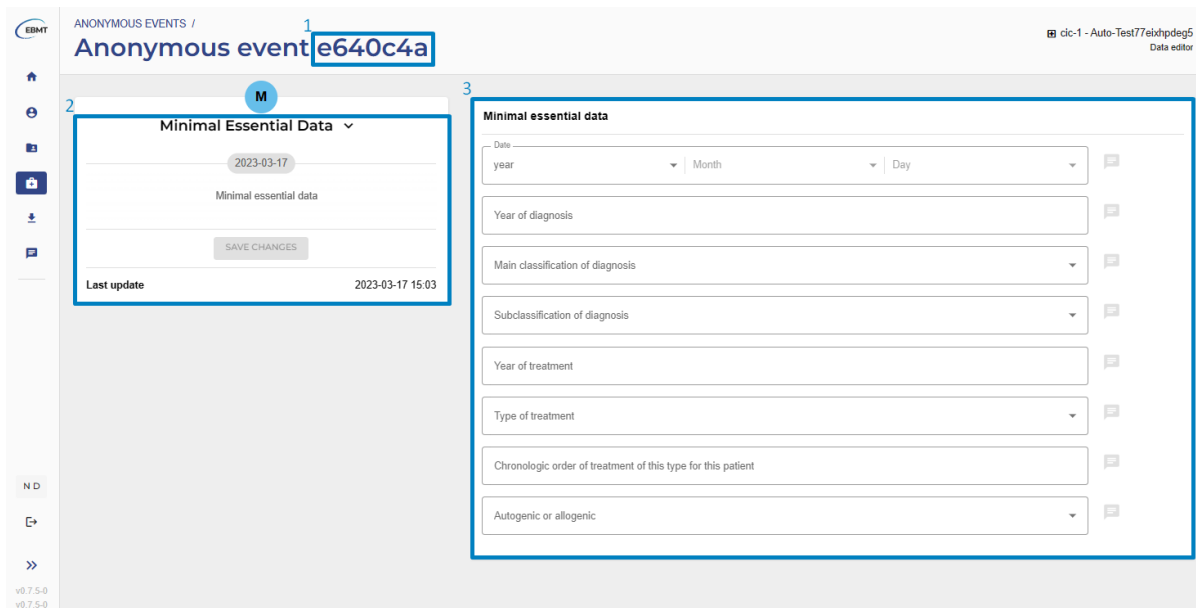 EBMT
ANONYMOUS EVENTS /
1
Anonymous event e640c4a
cic-1 - Auto-Test77eixhpdeg5
Data editor
2
M
Minimal Essential Data
2023-03-17
Minimal essential data
SAVE CHANGES
Last update 2023-03-17 15:03
3
Minimal essential data
Date
year Month Day
Year of diagnosis
Main classification of diagnosis
Subclassification of diagnosis
Year of treatment
Type of treatment
Chronologic order of treatment of this type for this patient
Autogenic or allogenic
N D
v0.7.5-0
v0.7.5-0